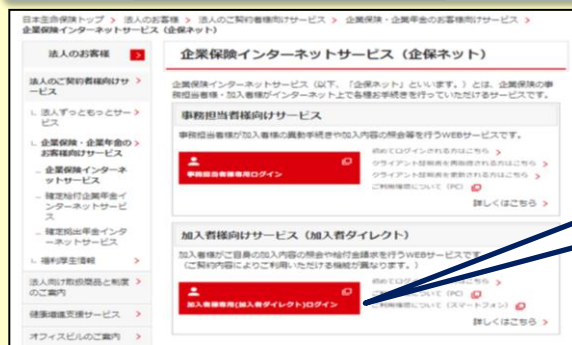 日本生命保険トップ > 法人のお客様 > 法人のご契約者様向けサービス > 企業保険・企業年金のお客様向けサービス >
企業保険インターネットサービス（企保ネット）
法人のお客様
法人のご契約者様向けサービス
法人ずっともっとサービス
企業保険・企業年金のお客様向けサービス
企業保険インターネットサービス
確定給付企業年金インターネットサービス
確定拠出年金インターネットサービス
福利厚生情報
法人向け取扱商品と制度のご案内
健康増進支援サービス
オフィスビルのご案内
企業保険インターネットサービス（企保ネット）
企業保険インターネットサービス（以下、「企保ネット」といいます。）とは、企業保険の事
務担当者様・加入者様がインターネット上で各種お手続きを行っていただけるサービスです。
事務担当者様向けサービス
事務担当者様が加入者様の異動手続きや加入内容の照会等を行うWEBサービスです。
事務担当者様専用ログイン
初めてログインされる方はこちら >
クライアント証明書を再取得される方はこちら >
クライアント証明書を更新される方はこちら >
ご利用環境について（PC）
詳しくはこちら >
加入者様向けサービス（加入者ダイレクト）
加入者様がご自身の加入内容の照会や給付金請求を行うWEBサービスです
（ご契約内容によりご利用いただける機能が異なります。）
加入者様専用(加入者ダイレクト)ログイン
初めてログ
こちら >
（PC）
ご利用環境について（スマートフォン）
詳しくはこちら >